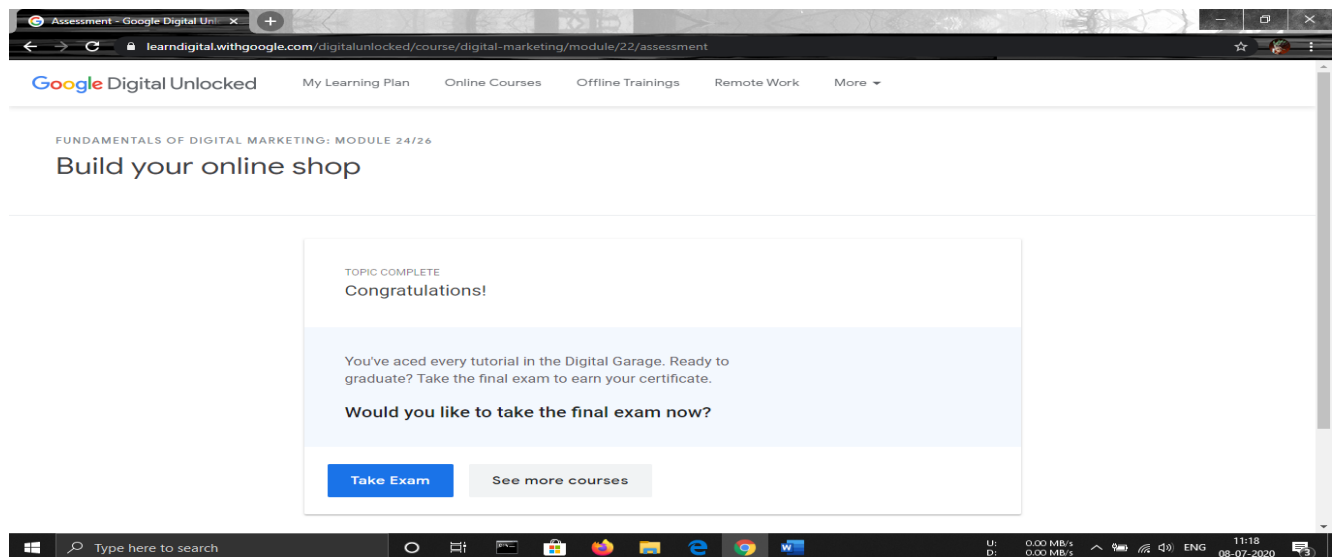 Assessment - Google Digital Unl
learndigital.withgoogle.com/digitalunlocked/course/digital-marketing/module/22/assessment
Google Digital Unlocked My Learning Plan Online Courses Offline Trainings Remote Work More
FUNDAMENTALS OF DIGITAL MARKETING: MODULE 24/26
Build your online shop
TOPIC COMPLETE
Congratulations!
You've aced every tutorial in the Digital Garage. Ready to
graduate? Take the final exam to earn your certificate.
Would you like to take the final exam now?
Take Exam See more courses
Type here to search
U: 0.00 MB/s
D: 0.00 MB/s
ENG
11:18
08-07-2020
3